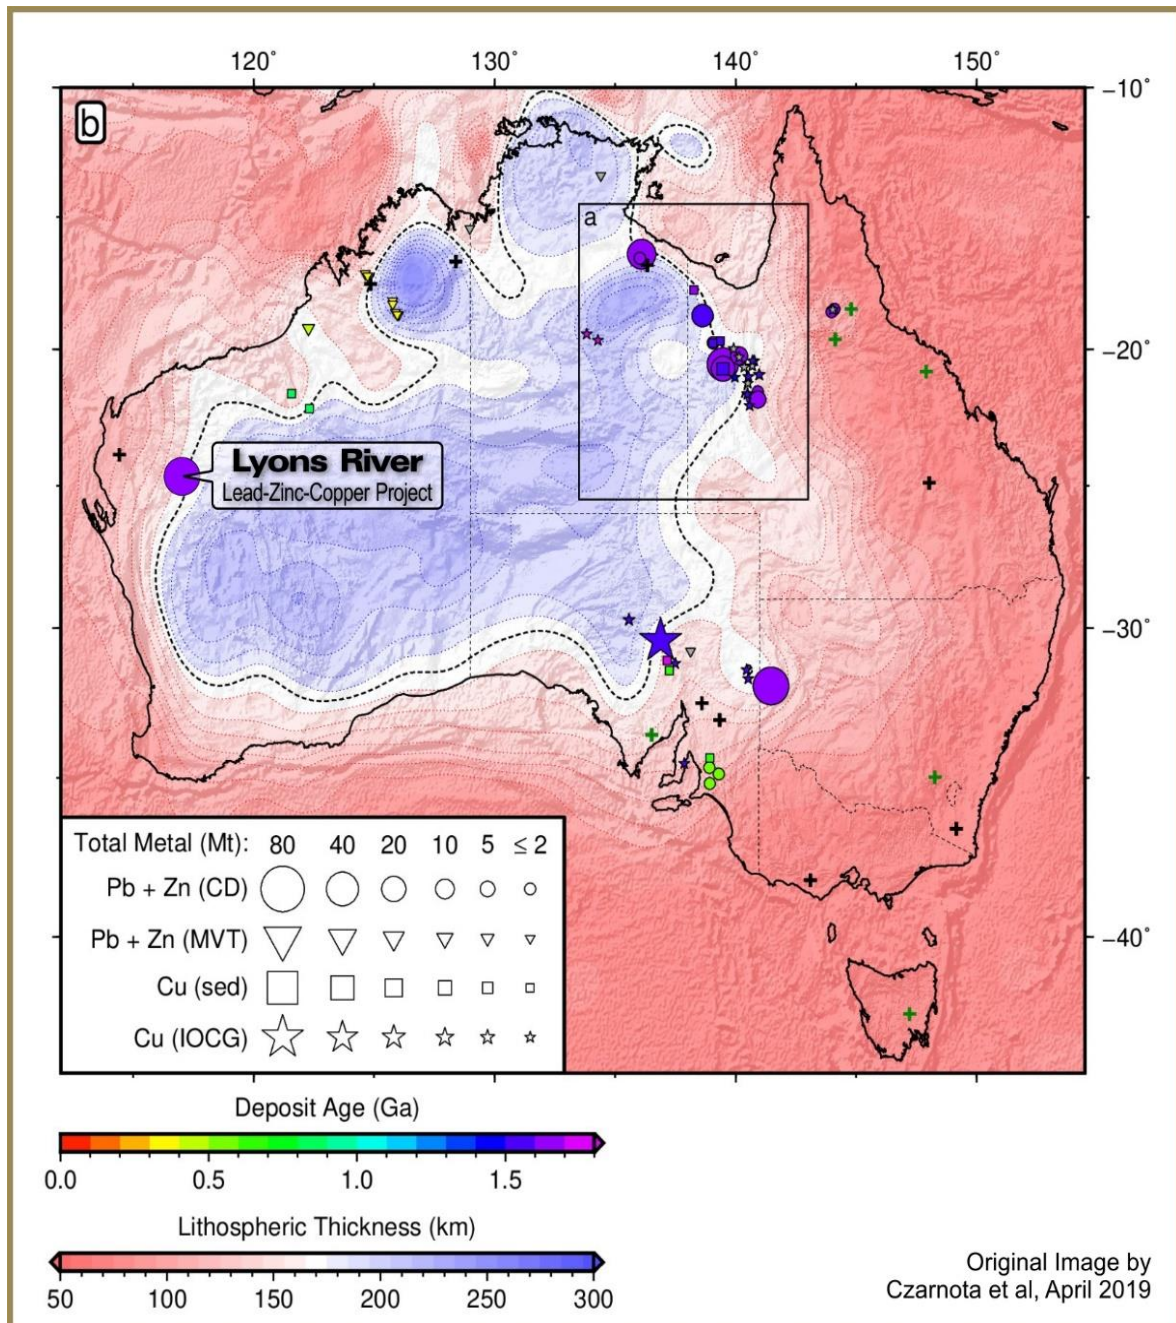 120° 130° 140° 150°
b
−10°
a
−20°
Lyons River
Lead-Zinc-Copper Project
−30°
−40°
Total Metal (Mt): 80 40 20 10 5 ≤ 2
Pb + Zn (CD)
Pb + Zn (MVT)
Cu (sed)
Cu (IOCG)
Deposit Age (Ga)
0.0 0.5 1.0 1.5
Lithospheric Thickness (km)
50 100 150 200 250 300
Original Image by
Czarnota et al, April 2019